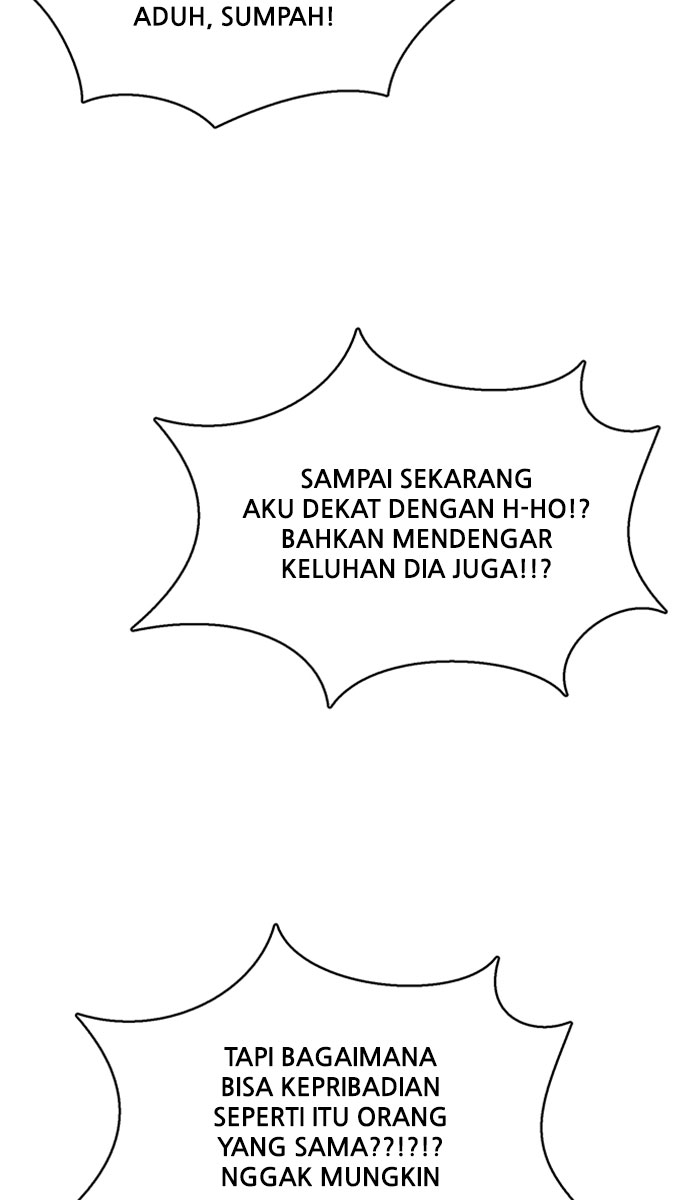 ADUH, SUMPAH!
SAMPAI SEKARANG
AKU DEKAT DENGAN H-HO!?
BAHKAN MENDENGAR
KELUHAN DIA JUGA!!?
TAPI BAGAIMANA
BISA KEPRIBADIAN
SEPERTI ITU ORANG
YANG SAMA??!?!?
NGGAK MUNGKIN